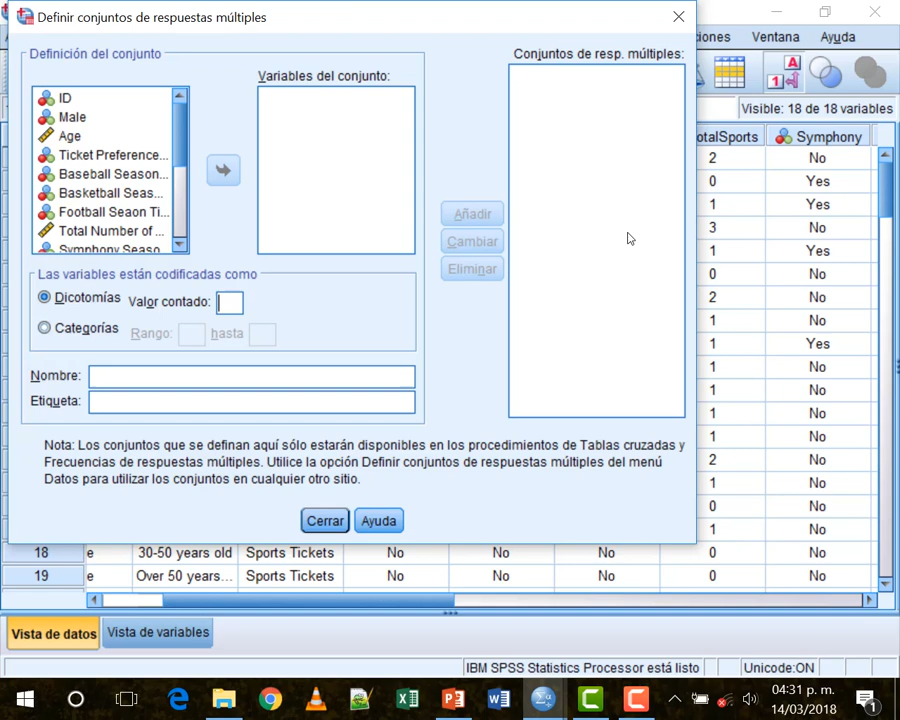 Definir conjuntos de respuestas múltiples
Ventana
Ayuda
Definición del conjunto
Variables del conjunto:
Conjuntos de resp. múltiples:
ID
Male
Age
Ticket Preference...
Baseball Season...
Basketball Seas...
Football Seaon Ti...
Total Number of ...
Symphony Seaso
Añadir
Cambiar
Eliminar
Las variables están codificadas como
Dicotomías Valor contado:
Categorías Rango: hasta
Nombre:
Etiqueta:
Nota: Los conjuntos que se definan aquí sólo estarán disponibles en los procedimientos de Tablas cruzadas y
Frecuencias de respuestas múltiples. Utilice la opción Definir conjuntos de respuestas múltiples del menú
Datos para utilizar los conjuntos en cualquier otro sitio.
Cerrar Ayuda
Visible: 18 de 18 variables
otalSports Symphony
2 No
0 Yes
1 Yes
3 No
1 Yes
0 No
2 No
1 No
1 Yes
1 No
1 No
1 No
1 No
2 No
1 No
0 No
1 No
18 e 30-50 years old Sports Tickets No No No 0 No
19 e Over 50 years... Sports Tickets No No No 0 No
Vista de datos Vista de variables
IBM SPSS Statistics Processor está listo Unicode:ON
04:31 p. m.
14/03/2018
1